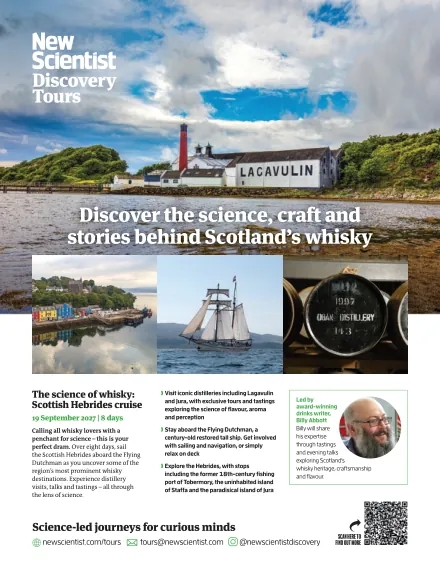 New
Scientist
Discovery
Tours
LAGAVULIN
Discover the science, craft and
stories behind Scotland's whisky
1997
OBAN DISTILLERY
143
The science of whisky:
Scottish Hebrides cruise
19 September 2027 | 8 days
Calling all whisky lovers with a
penchant for science – this is your
perfect dram. Over eight days, sail
the Scottish Hebrides aboard the Flying
Dutchman as you uncover some of the
region's most prominent whisky
destinations. Experience distillery
visits, talks and tastings – all through
the lens of science.
Visit iconic distilleries including Lagavulin
and Jura, with exclusive tours and tastings
exploring the science of flavour, aroma
and perception
Stay aboard the Flying Dutchman, a
century-old restored tall ship. Get involved
with sailing and navigation, or simply
relax on deck
Explore the Hebrides, with stops
including the former 18th-century fishing
port of Tobermory, the uninhabited island
of Staffa and the paradisical island of Jura
Led by
award-winning
drinks writer,
Billy Abbott
Billy will share
his expertise
through tastings
and evening talks
exploring Scotland's
whisky heritage, craftsmanship
and flavour.
Science-led journeys for curious minds
newscientist.com/tours
tours@newscientist.com
@newscientistdiscovery
SCAN HERE TO
FIND OUT MORE